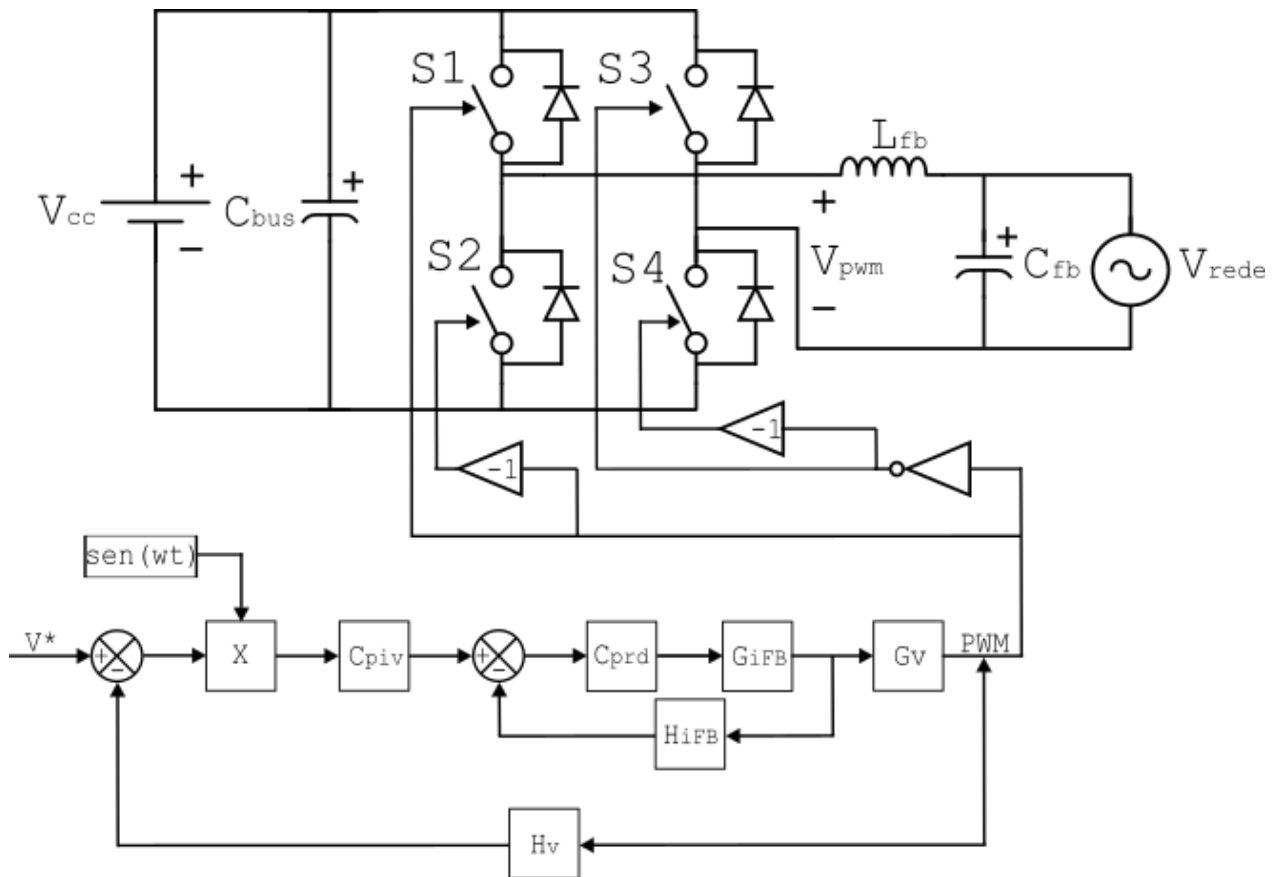 S1
S3
Lfb
+
+
+
+
Vcc
Cbus
-
S2
S4
Vpwm
Cfb
Vrede
-
-1
-1
sen(wt)
V*
+
-
X
Cpiv
+
-
Cprd
GiFB
Gv
PWM
HiFB
Hv